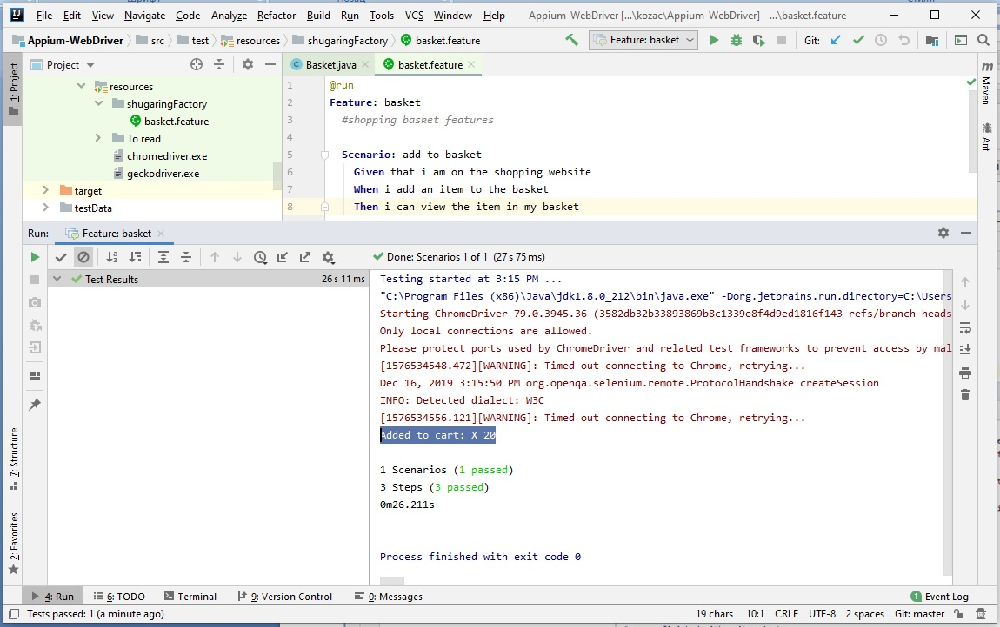 File Edit View Navigate Code Analyze Refactor Build Run Tools VCS Window Help Appium-WebDriver [...\kozac\Appium-WebDriver] - ...\basket.feature
Appium-WebDriver src test resources shugaringFactory basket.feature Feature: basket Git:
Project Basket.java basket.feature
1: Project
resources
shugaringFactory
basket.feature
To read
chromedriver.exe
geckodriver.exe
target
testData
1 @run
2 Feature: basket
3 #shopping basket features
4
5 Scenario: add to basket
6 Given that i am on the shopping website
7 When i add an item to the basket
8 Then i can view the item in my basket
Maven
Ant
Run: Feature: basket
Done: Scenarios 1 of 1 (27 s 75 ms)
Test Results 26 s 11 ms
Testing started at 3:15 PM ...
"C:\Program Files (x86)\Java\jdk1.8.0_212\bin\java.exe" -Dorg.jetbrains.run.directory=C:\Users
Starting ChromeDriver 79.0.3945.36 (3582db32b33893869b8c1339e8f4d9ed1816f143-refs/branch-heads
Only local connections are allowed.
Please protect ports used by ChromeDriver and related test frameworks to prevent access by mal
[1576534548.472][WARNING]: Timed out connecting to Chrome, retrying...
Dec 16, 2019 3:15:50 PM org.openqa.selenium.remote.ProtocolHandshake createSession
INFO: Detected dialect: W3C
[1576534556.121][WARNING]: Timed out connecting to Chrome, retrying...
Added to cart: X 20
1 Scenarios (1 passed)
3 Steps (3 passed)
0m26.211s
Process finished with exit code 0
7: Structure
2: Favorites
4: Run 6: TODO Terminal 9: Version Control 0: Messages 1 Event Log
Tests passed: 1 (a minute ago) 19 chars 10:1 CRLF UTF-8 2 spaces Git: master